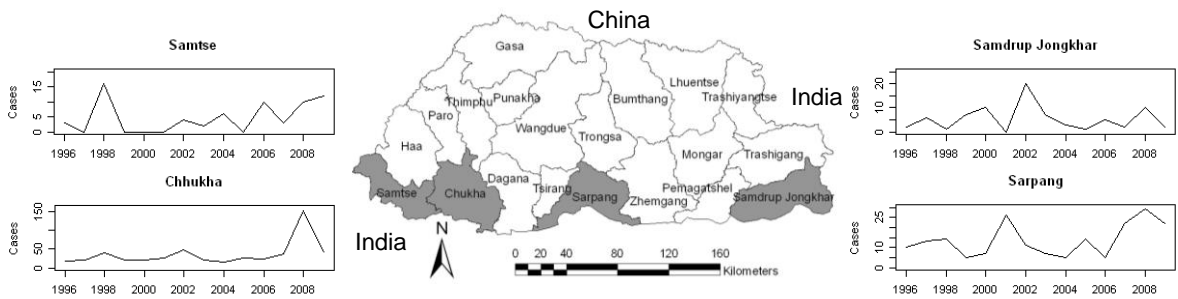 Samtse
Cases
15
5
0
1996 1998 2000 2002 2004 2006 2008
Chhukha
Cases
150
50
0
1996 1998 2000 2002 2004 2006 2008
China
Gasa
Lhuentse
Thimphu
Punakha
Bumthang
Trashiyangtse
India
Paro
Wangdue
Trongsa
Haa
Mongar
Trashigang
Dagana
Samtse
Chukha
Tsirang
Sarpang
Zhemgang
Pemagatshel
Samdrup Jongkhar
India
N
0 20 40 80 120 160
Kilometers
Samdrup Jongkhar
Cases
20
10
0
1996 1998 2000 2002 2004 2006 2008
Sarpang
Cases
25
10
0
1996 1998 2000 2002 2004 2006 2008